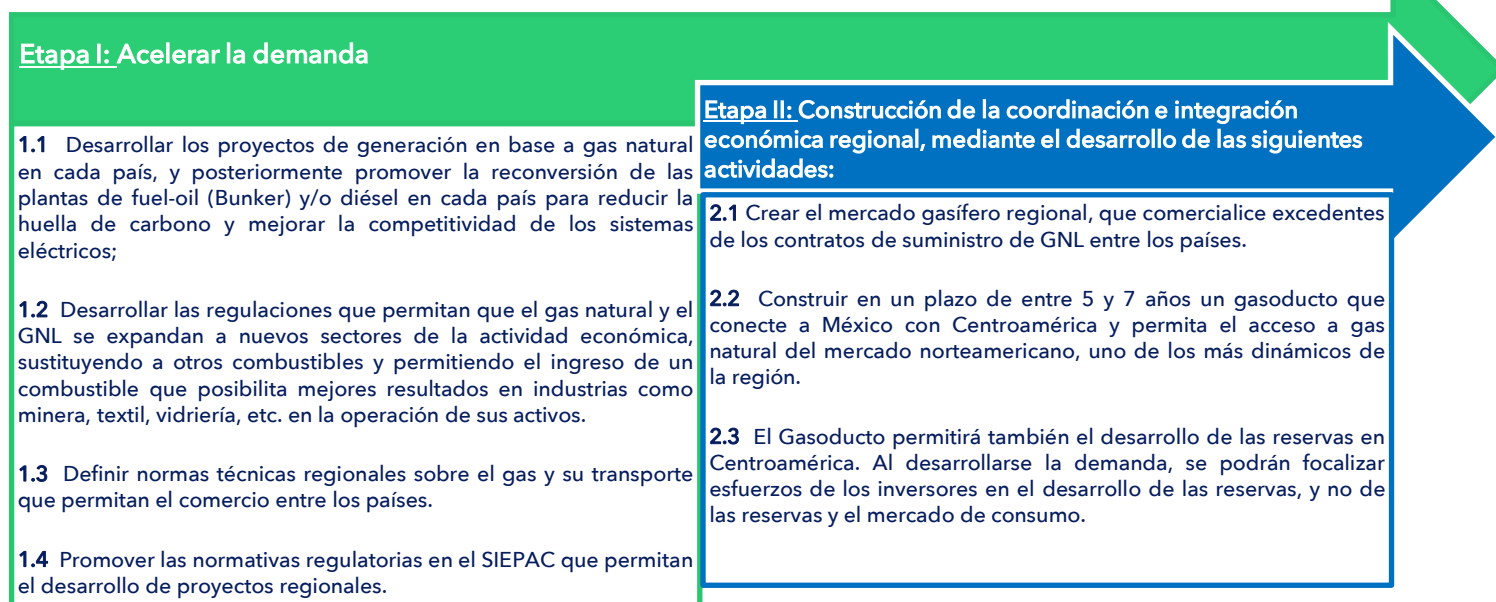 Etapa I: Acelerar la demanda
1.1 Desarrollar los proyectos de generación en base a gas natural
en cada país, y posteriormente promover la reconversión de las
plantas de fuel-oil (Bunker) y/o diésel en cada país para reducir la
huella de carbono y mejorar la competitividad de los sistemas
eléctricos;
1.2 Desarrollar las regulaciones que permitan que el gas natural y el
GNL se expandan a nuevos sectores de la actividad económica,
sustituyendo a otros combustibles y permitiendo el ingreso de un
combustible que posibilita mejores resultados en industrias como
minera, textil, vidriería, etc. en la operación de sus activos.
1.3 Definir normas técnicas regionales sobre el gas y su transporte
que permitan el comercio entre los países.
1.4 Promover las normativas regulatorias en el SIEPAC que permitan
el desarrollo de proyectos regionales.
Etapa II: Construcción de la coordinación e integración
económica regional, mediante el desarrollo de las siguientes
actividades:
2.1 Crear el mercado gasífero regional, que comercialice excedentes
de los contratos de suministro de GNL entre los países.
2.2 Construir en un plazo de entre 5 y 7 años un gasoducto que
conecte a México con Centroamérica y permita el acceso a gas
natural del mercado norteamericano, uno de los más dinámicos de
la región.
2.3 El Gasoducto permitirá también el desarrollo de las reservas en
Centroamérica. Al desarrollarse la demanda, se podrán focalizar
esfuerzos de los inversores en el desarrollo de las reservas, y no de
las reservas y el mercado de consumo.